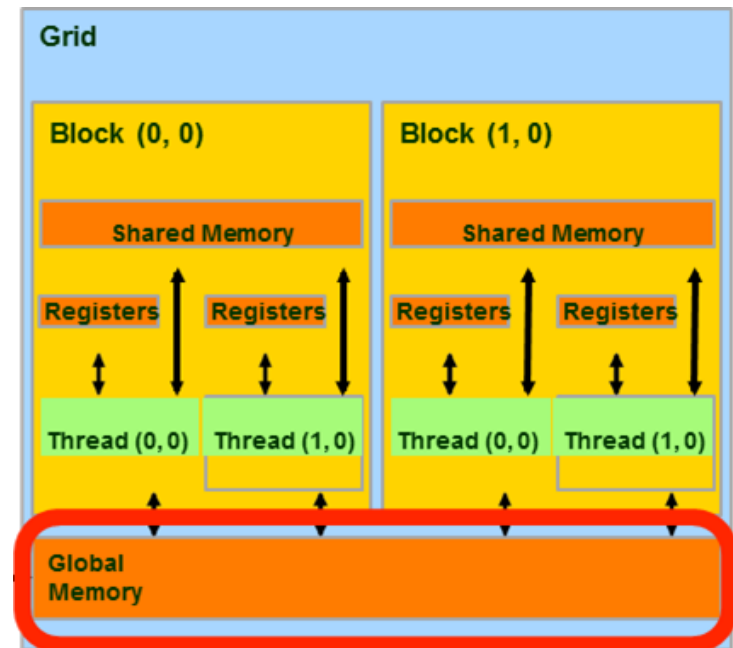 Grid
Block (0, 0)
Block (1, 0)
Shared Memory
Shared Memory
Registers
Registers
Registers
Registers
Thread (0, 0)
Thread (1, 0)
Thread (0, 0)
Thread (1, 0)
Global
Memory